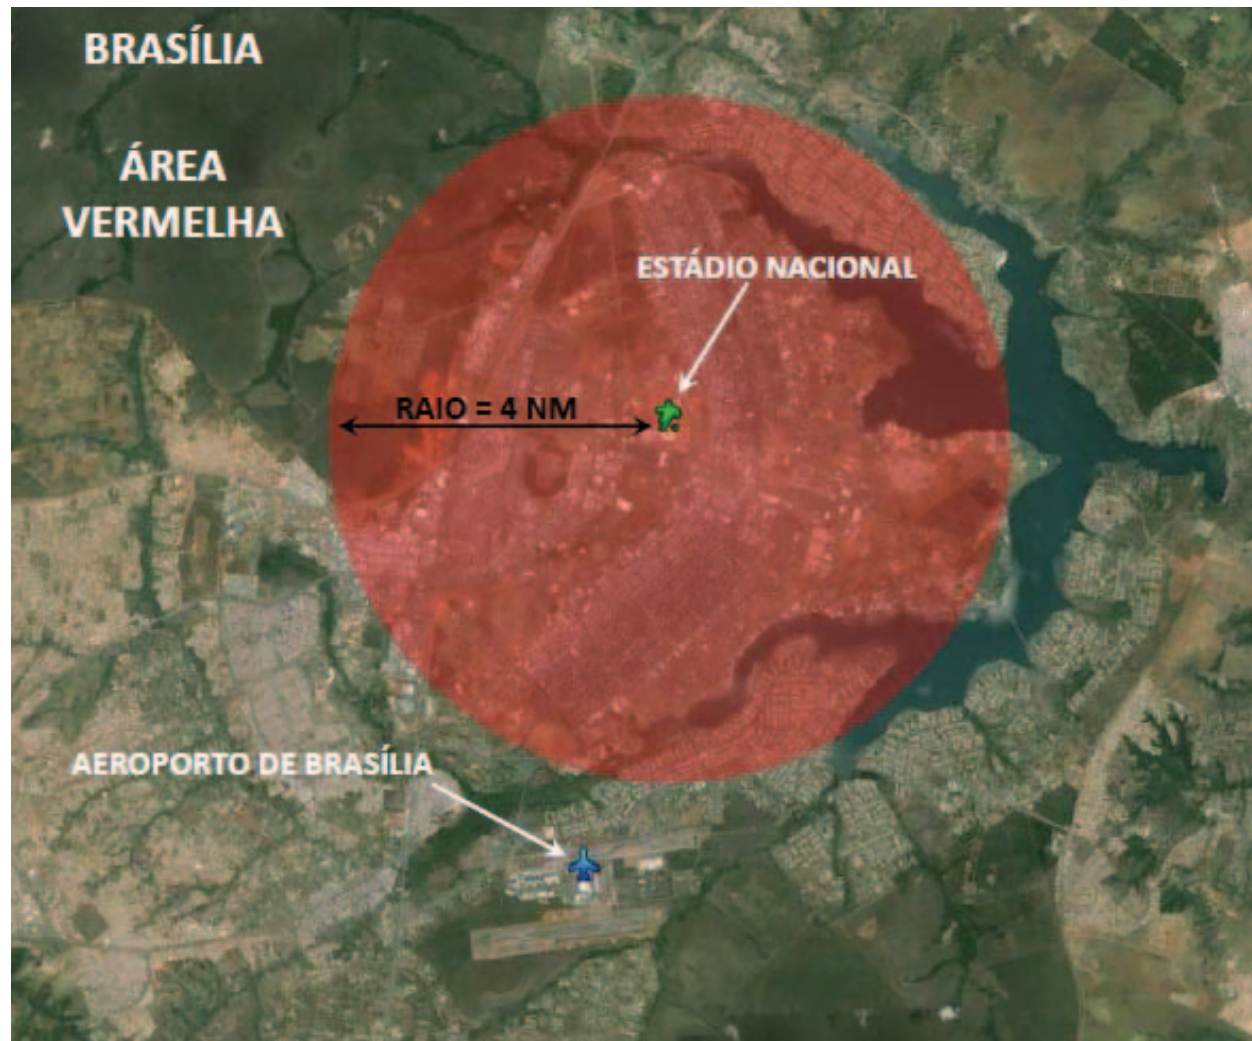 BRASÍLIA
ÁREA
VERMELHA
ESTÁDIO NACIONAL
RAIO = 4 NM
AEROPORTO DE BRASÍLIA